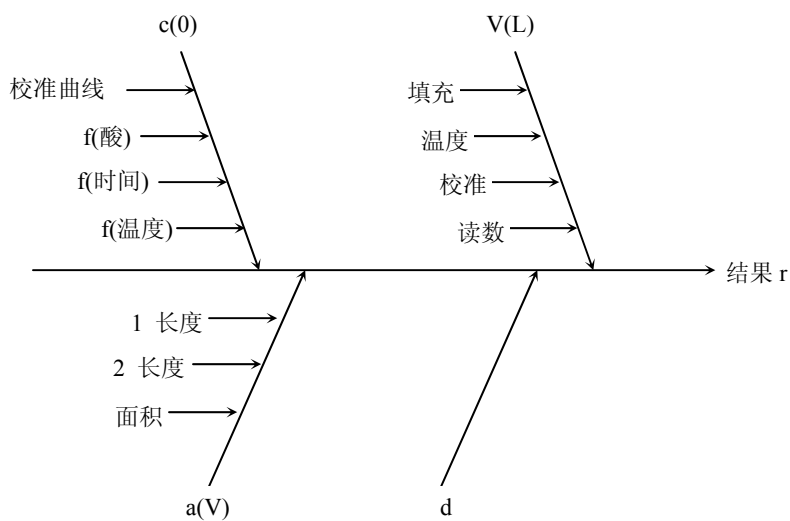 c(0)
V(L)
校准曲线
f(酸)
f(时间)
f(温度)
填充
温度
校准
读数
结果 r
1 长度
2 长度
面积
a(V)
d